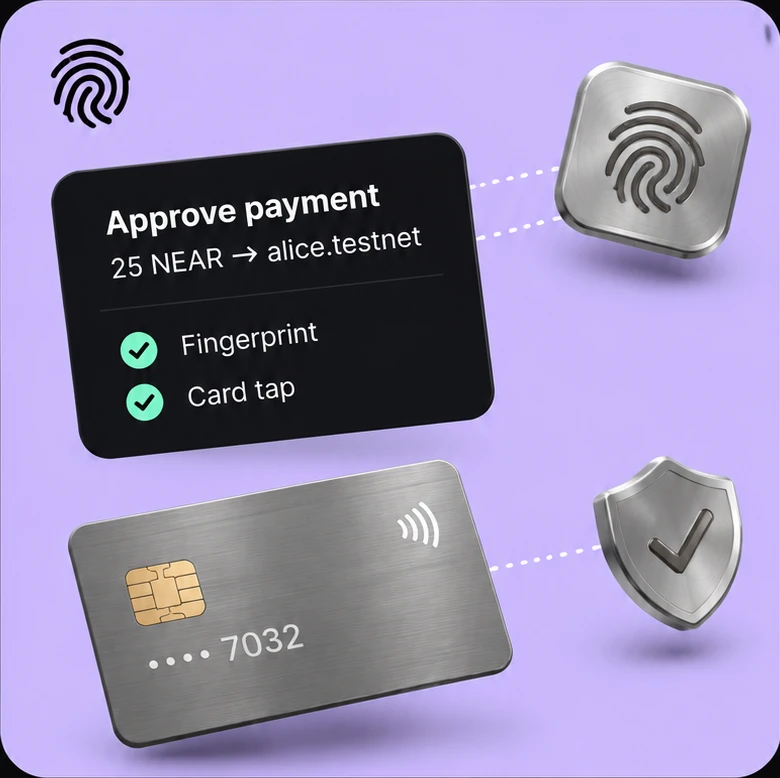 Approve payment
25 NEAR → alice.testnet
Fingerprint
Card tap
•••• 7032